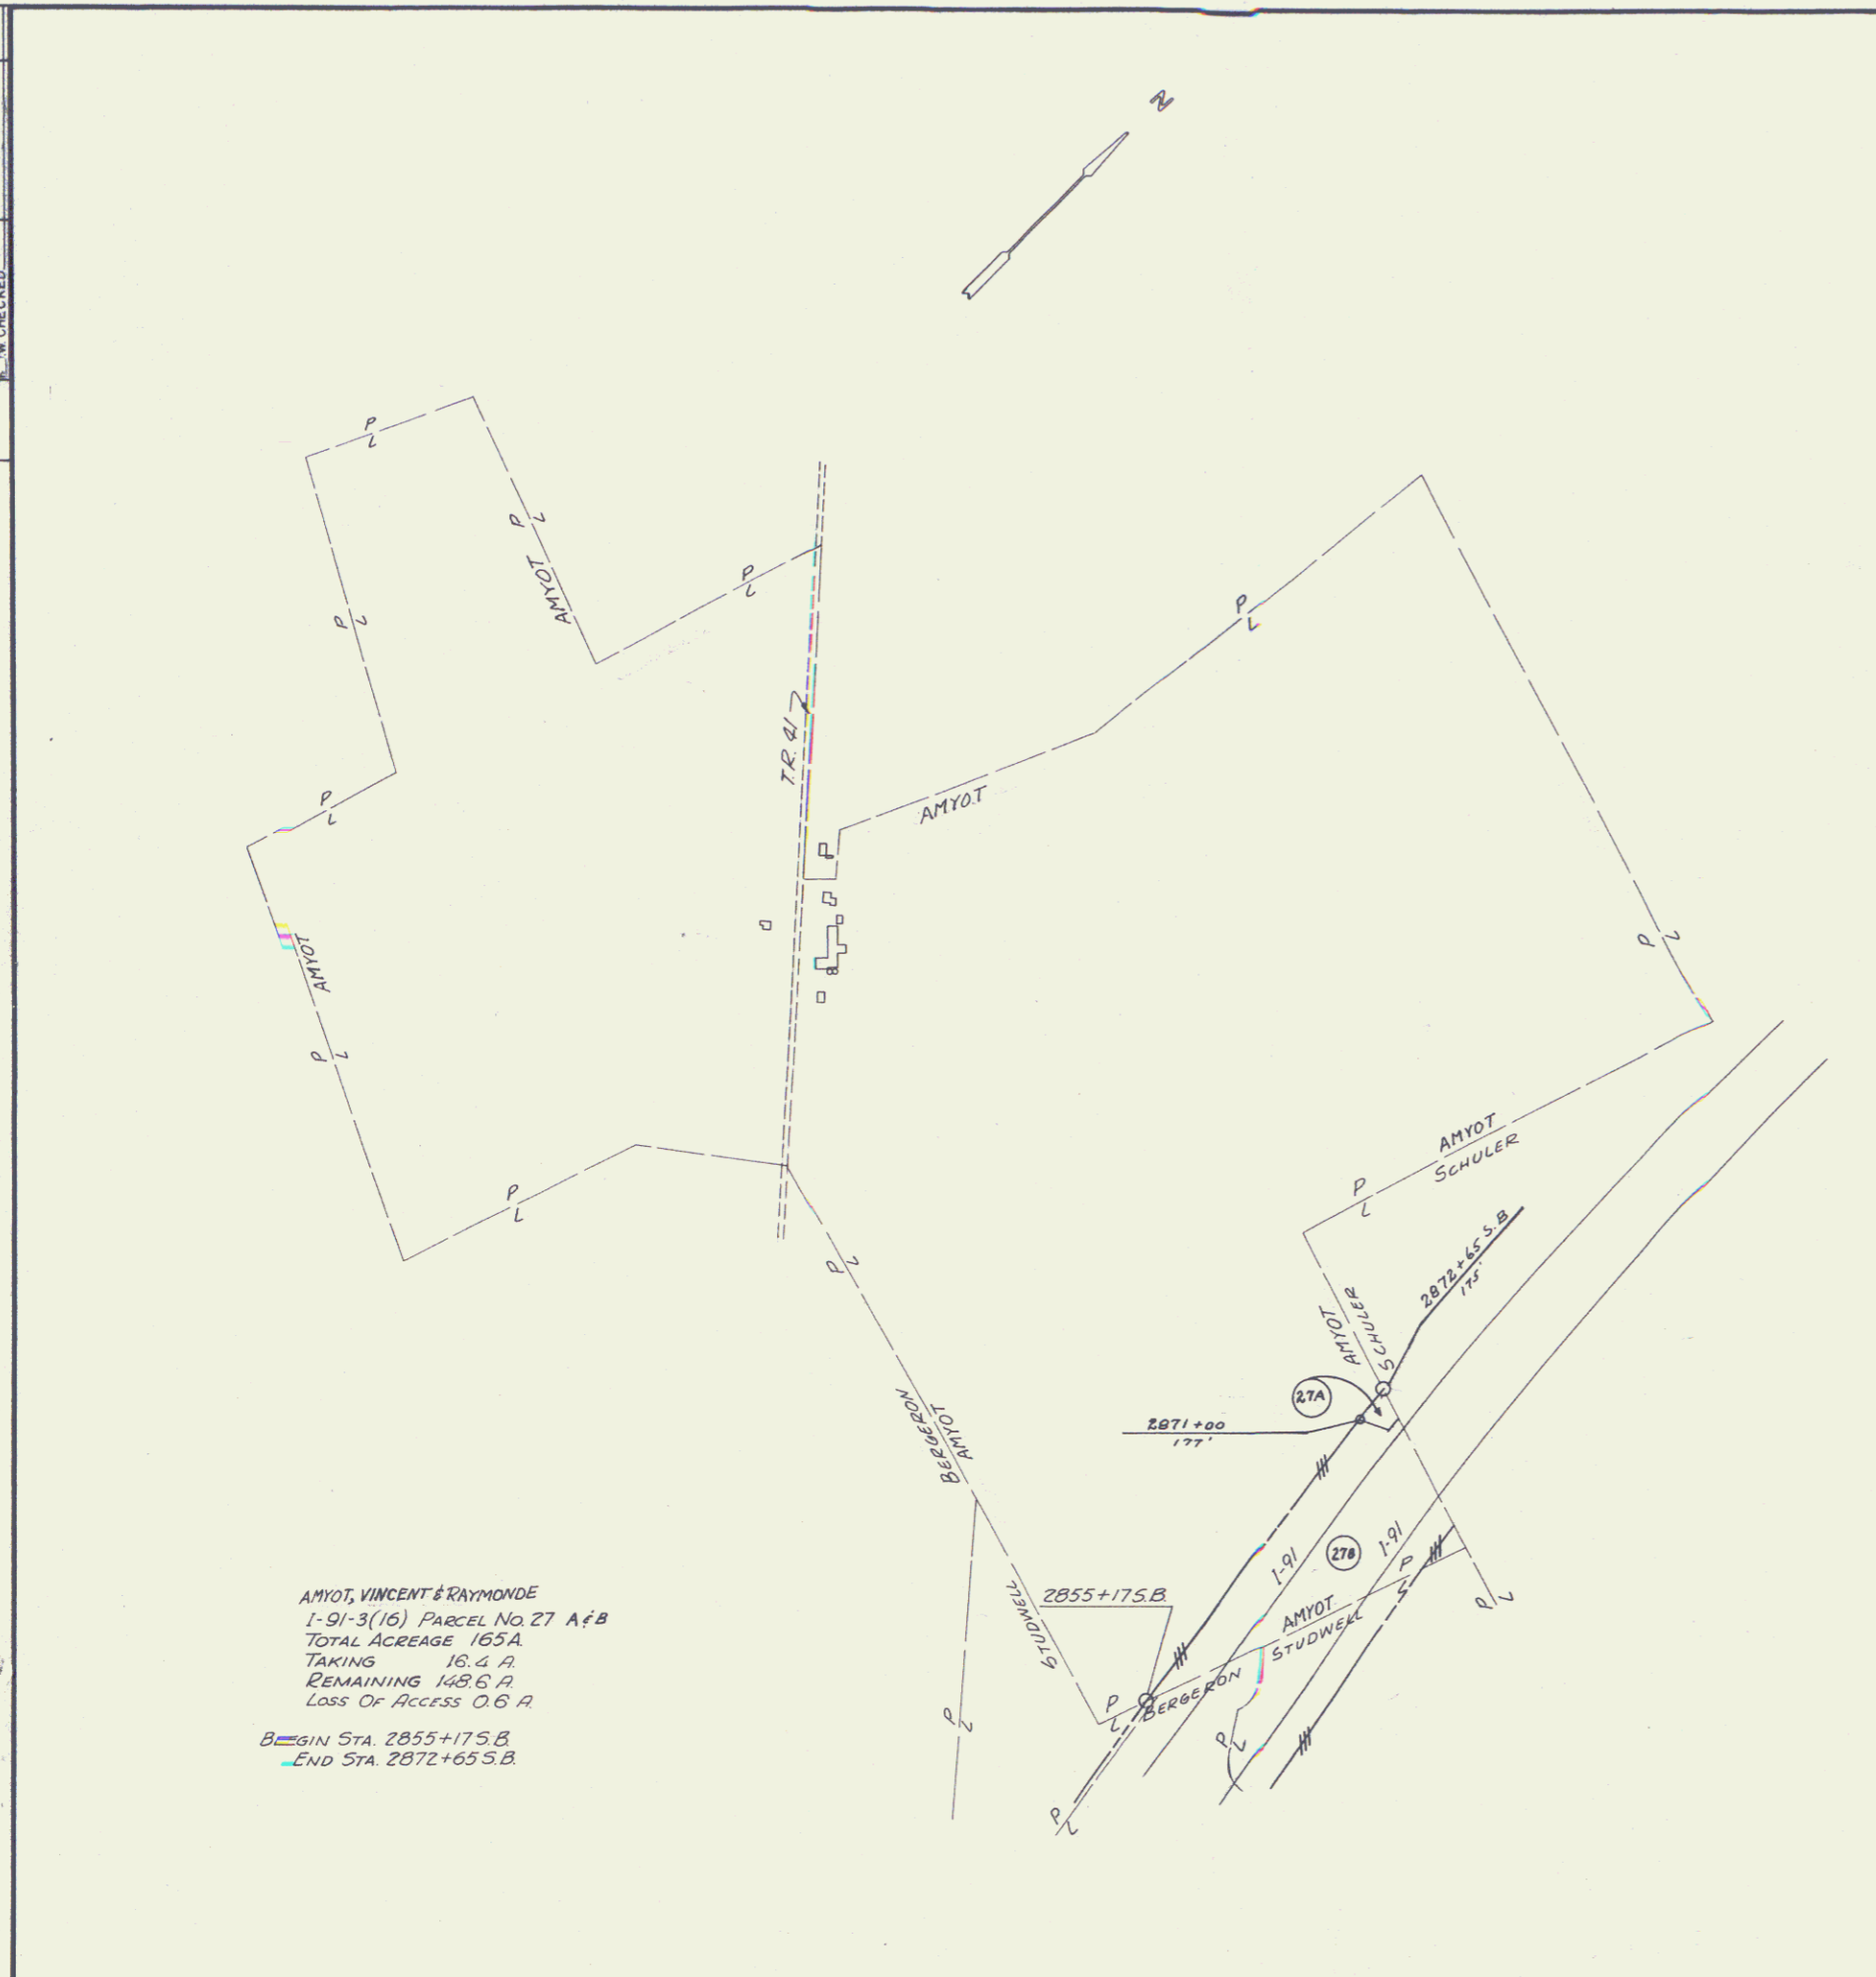 W. CHECKED
N
P
L
P
L
AMYOT
P
L
P
L
P
L
T.R. 41
AMYOT
P
L
AMYOT
P
L
P
L
P
L
AMYOT
SCHULER
P
L
P
L
P
L
2872+65 S.B
175'
AMYOT
SCHULER
27A
2871+00
177'
BERGERON
AMYOT
I-91
27B
I-91
P
L
STUDWELL
2855+17 S.B.
AMYOT
STUDWELL
P
L
P
L
BERGERON
P
L
P
L
P
L
AMYOT, VINCENT & RAYMONDE
I-91-3(16) PARCEL No. 27 A & B
TOTAL ACREAGE 165 A.
TAKING 16.4 A.
REMAINING 148.6 A.
LOSS OF ACCESS 0.6 A.
BEGIN STA. 2855+17 S.B.
END STA. 2872+65 S.B.